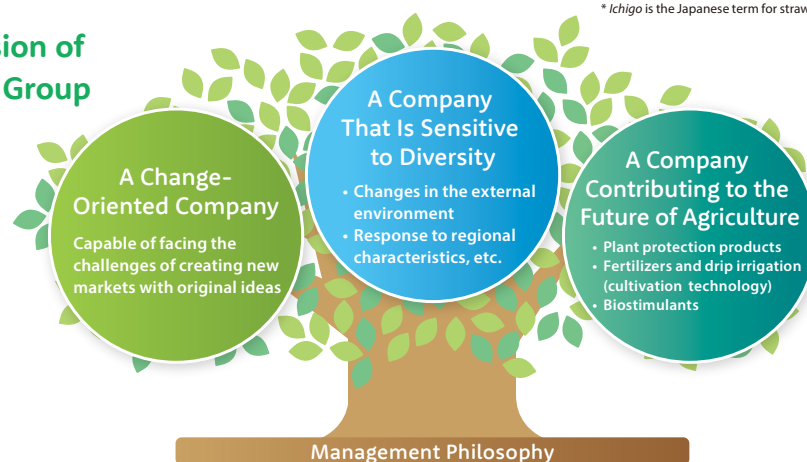 * Ichigo is the Japanese term for straw
sion of
Group
A Change-
Oriented Company
Capable of facing the
challenges of creating new
markets with original ideas
A Company
That Is Sensitive
to Diversity
• Changes in the external
environment
• Response to regional
characteristics, etc.
A Company
Contributing to the
Future of Agriculture
• Plant protection products
• Fertilizers and drip irrigation
(cultivation technology)
• Biostimulants
Management Philosophy